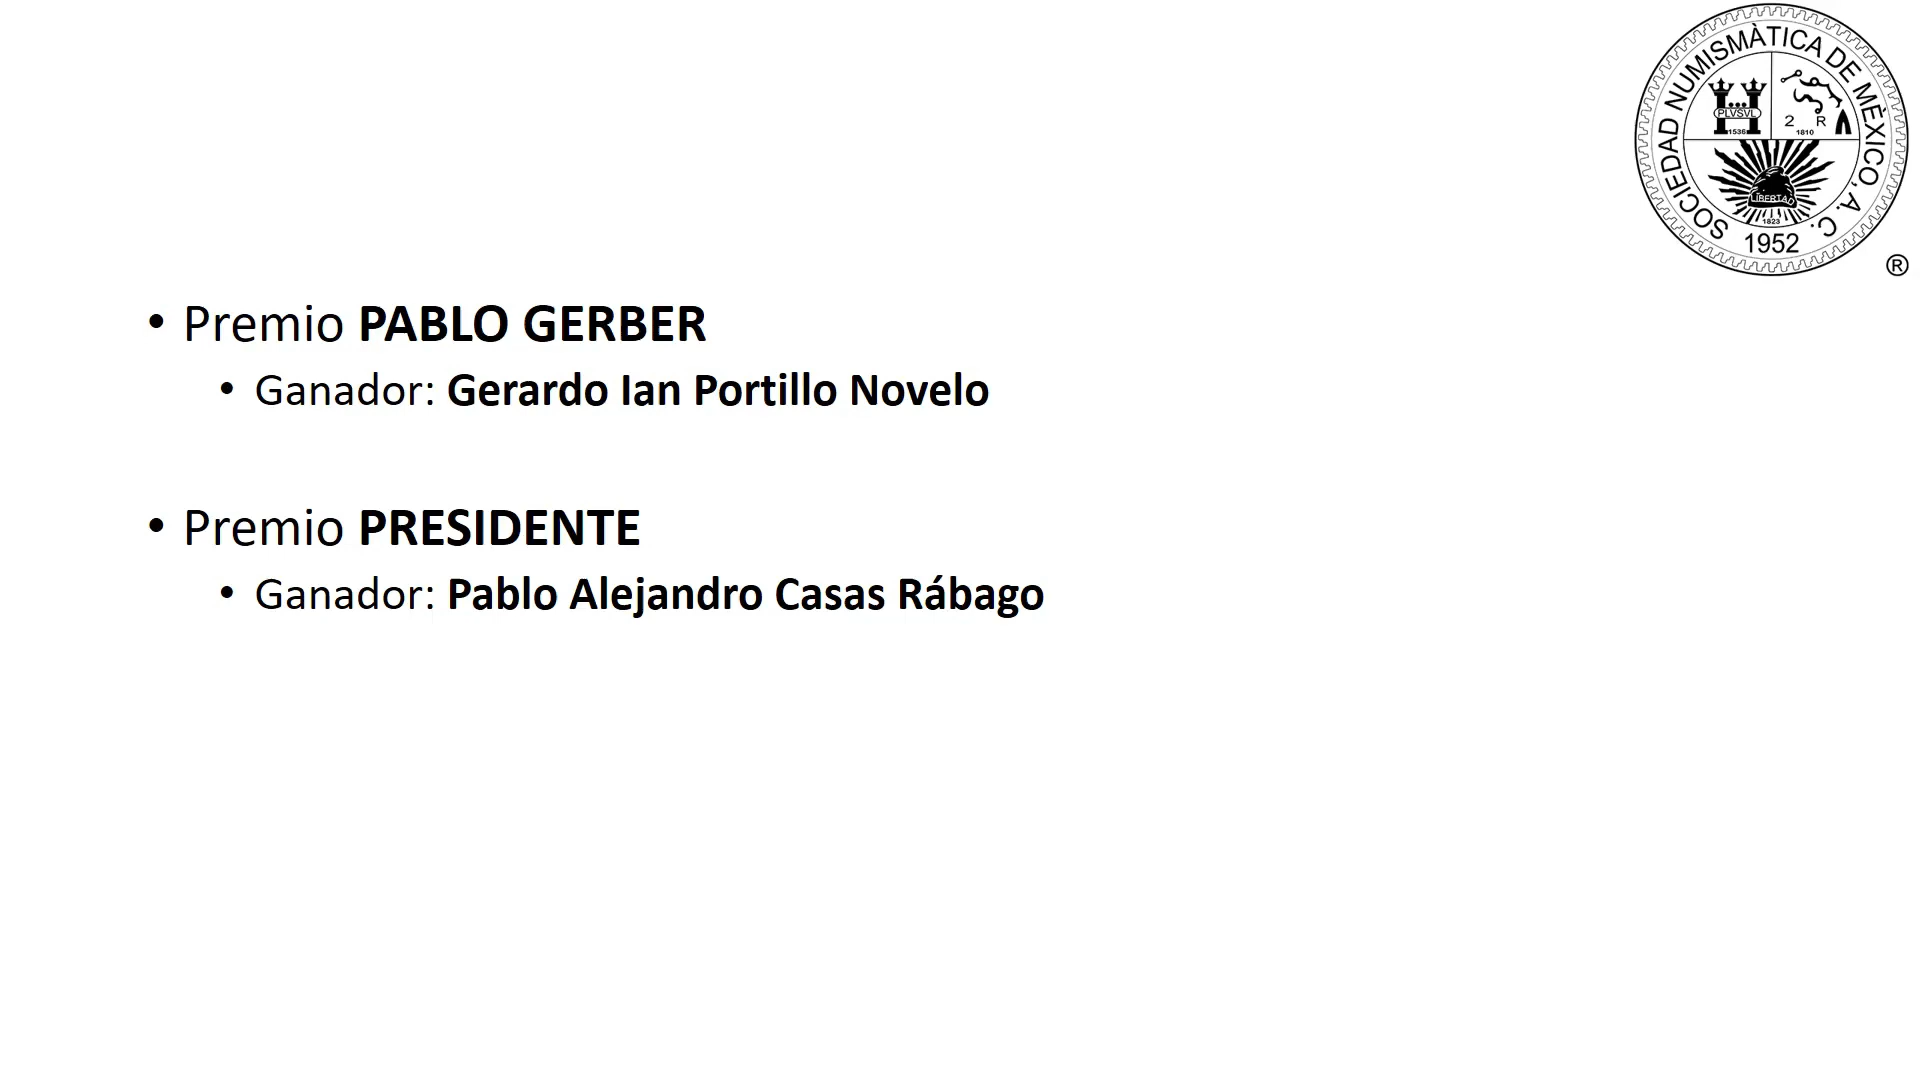 SOCIEDAD NUMISMÀTICA DE MÈXICO, A. C.
PLVSVL
1536
2 R
1810
LIBERTAD
1823
1952
®
• Premio PABLO GERBER
• Ganador: Gerardo Ian Portillo Novelo
• Premio PRESIDENTE
• Ganador: Pablo Alejandro Casas Rábago